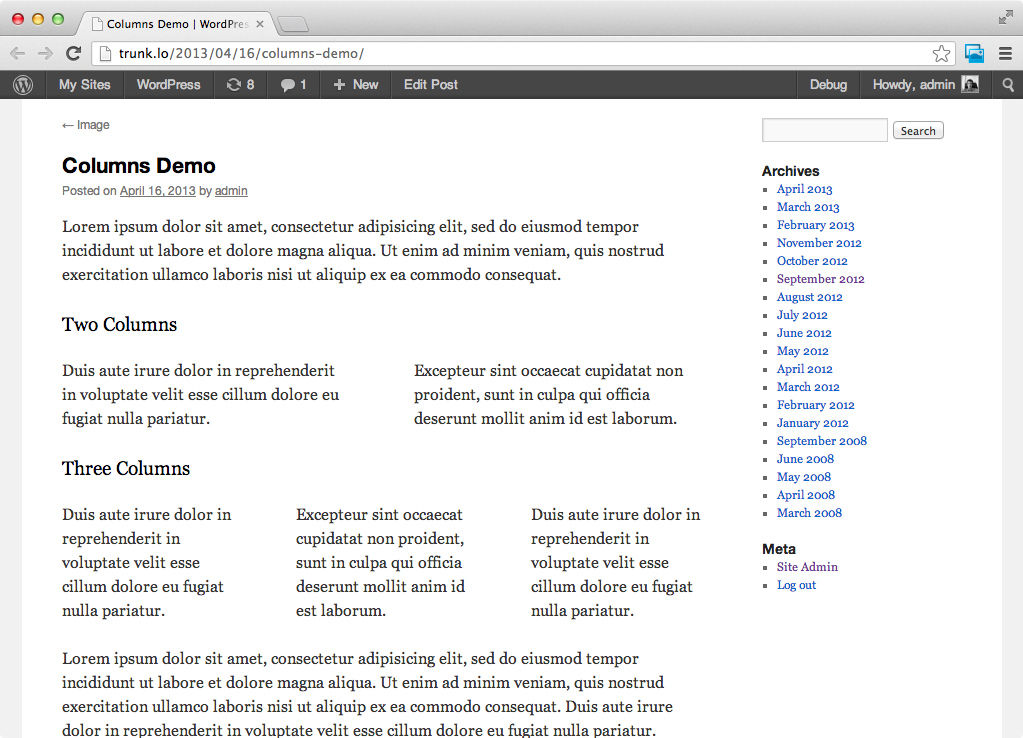 Columns Demo | WordPres
trunk.lo/2013/04/16/columns-demo/
My Sites WordPress 8 1 + New Edit Post Debug Howdy, admin
← Image
Columns Demo
Posted on April 16, 2013 by admin
Lorem ipsum dolor sit amet, consectetur adipisicing elit, sed do eiusmod tempor
incididunt ut labore et dolore magna aliqua. Ut enim ad minim veniam, quis nostrud
exercitation ullamco laboris nisi ut aliquip ex ea commodo consequat.
Two Columns
Duis aute irure dolor in reprehenderit
in voluptate velit esse cillum dolore eu
fugiat nulla pariatur.
Excepteur sint occaecat cupidatat non
proident, sunt in culpa qui officia
deserunt mollit anim id est laborum.
Three Columns
Duis aute irure dolor in
reprehenderit in
voluptate velit esse
cillum dolore eu fugiat
nulla pariatur.
Excepteur sint occaecat
cupidatat non proident,
sunt in culpa qui officia
deserunt mollit anim id
est laborum.
Duis aute irure dolor in
reprehenderit in
voluptate velit esse
cillum dolore eu fugiat
nulla pariatur.
Lorem ipsum dolor sit amet, consectetur adipisicing elit, sed do eiusmod tempor
incididunt ut labore et dolore magna aliqua. Ut enim ad minim veniam, quis nostrud
exercitation ullamco laboris nisi ut aliquip ex ea commodo consequat. Duis aute irure
dolor in reprehenderit in voluptate velit esse cillum dolore eu fugiat nulla pariatur.
Search
Archives
April 2013
March 2013
February 2013
November 2012
October 2012
September 2012
August 2012
July 2012
June 2012
May 2012
April 2012
March 2012
February 2012
January 2012
September 2008
June 2008
May 2008
April 2008
March 2008
Meta
Site Admin
Log out